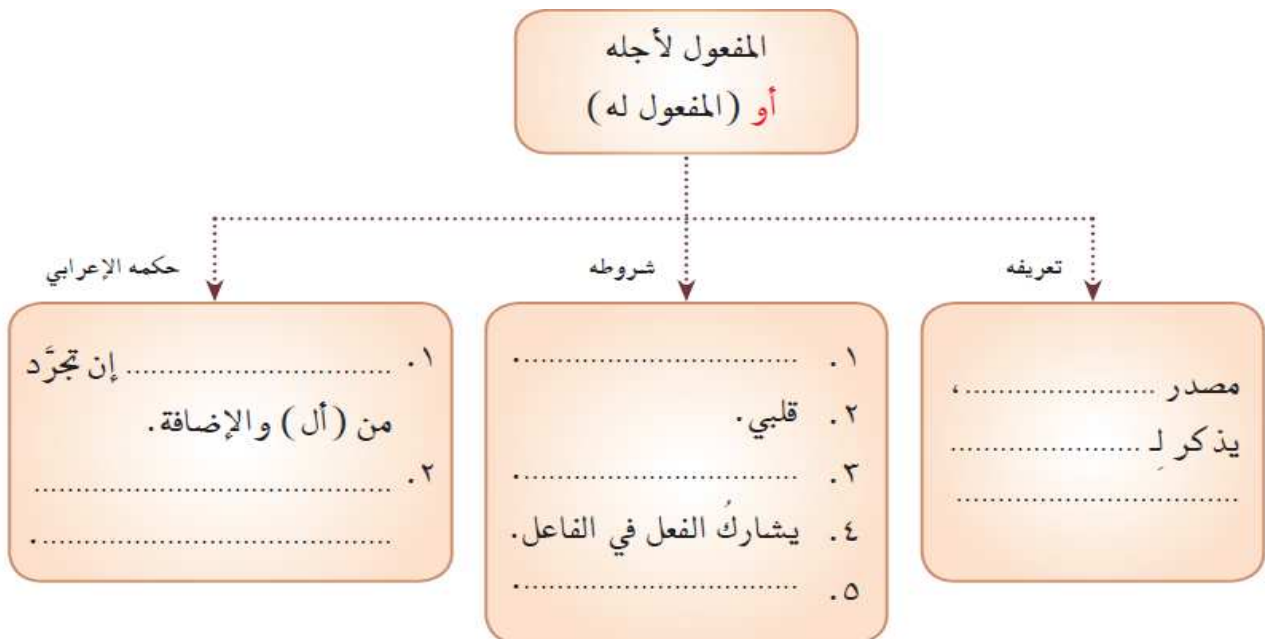 المفعول لأجله
أو (المفعول له)
تعريفه
مصدر ........................،
يذكر لِـ ........................
....................................
شروطه
١. .................................... .
٢. قلبي.
٣. .................................... .
٤. يشاركُ الفعل في الفاعل.
٥. .................................... .
حكمه الإعرابي
١. .................................... إن تجرَّد
من (أل) والإضافة.
٢. ................................................
................................................ .